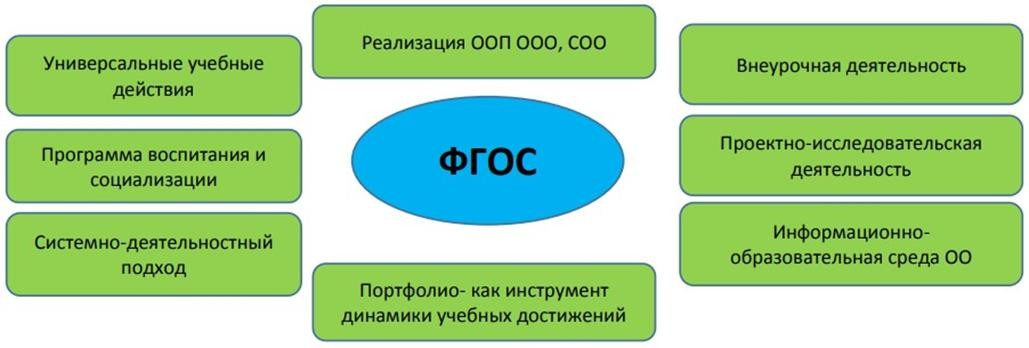 Универсальные учебные
действия
Программа воспитания и
социализации
Системно-деятельностный
подход
Реализация ООП ООО, СОО
ФГОС
Портфолио- как инструмент
динамики учебных достижений
Внеурочная деятельность
Проектно-исследовательская
деятельность
Информационно-
образовательная среда ОО